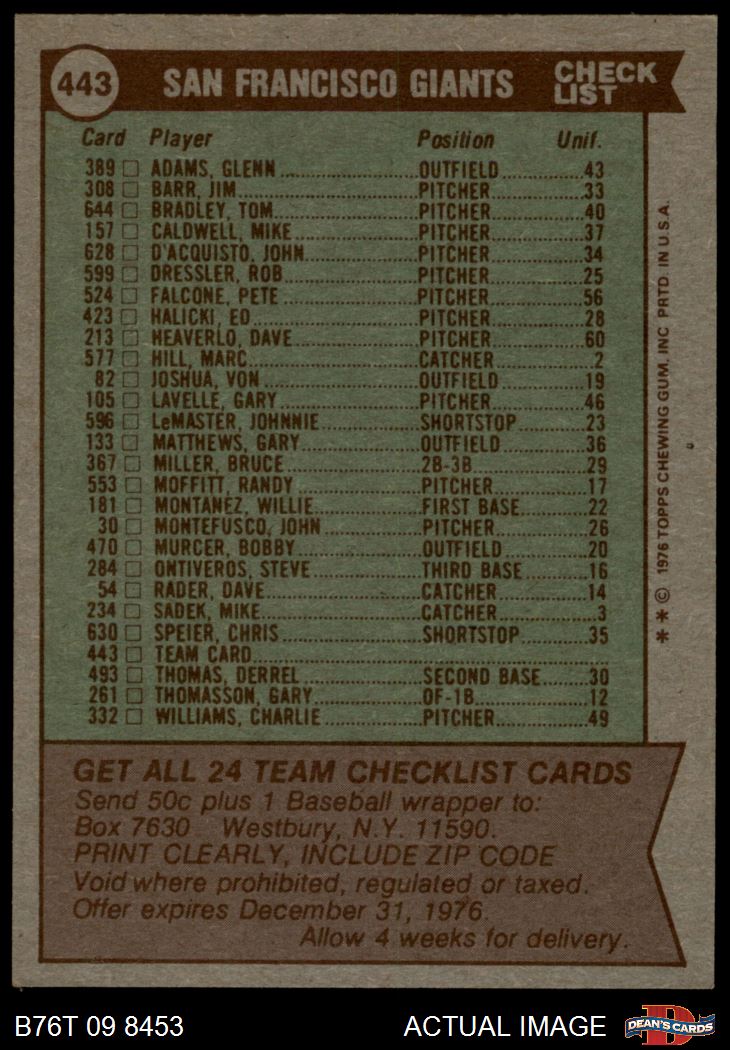 443 SAN FRANCISCO GIANTS CHECK LIST
Card Player Position Unif.
389 ADAMS, GLENN OUTFIELD 43
308 BARR, JIM PITCHER 33
644 BRADLEY, TOM PITCHER 40
157 CALDWELL, MIKE PITCHER 37
628 D'ACQUISTO, JOHN PITCHER 34
599 DRESSLER, ROB PITCHER 25
524 FALCONE, PETE PITCHER 56
423 HALICKI, ED PITCHER 28
213 HEAVERLO, DAVE PITCHER 60
577 HILL, MARC CATCHER 2
82 JOSHUA, VON OUTFIELD 19
105 LAVELLE, GARY PITCHER 46
596 LeMASTER, JOHNNIE SHORTSTOP 23
133 MATTHEWS, GARY OUTFIELD 36
367 MILLER, BRUCE 2B-3B 29
553 MOFFITT, RANDY PITCHER 17
181 MONTANEZ, WILLIE FIRST BASE 22
30 MONTEFUSCO, JOHN PITCHER 26
470 MURCER, BOBBY OUTFIELD 20
284 ONTIVEROS, STEVE THIRD BASE 16
54 RADER, DAVE CATCHER 14
234 SADEK, MIKE CATCHER 3
630 SPEIER, CHRIS SHORTSTOP 35
443 TEAM CARD
493 THOMAS, DERREL SECOND BASE 30
261 THOMASSON, GARY OF-1B 12
332 WILLIAMS, CHARLIE PITCHER 49
* * © 1976 TOPPS CHEWING GUM, INC PRTD IN U.S.A.
GET ALL 24 TEAM CHECKLIST CARDS
Send 50c plus 1 Baseball wrapper to:
Box 7630 Westbury, N.Y. 11590.
PRINT CLEARLY, INCLUDE ZIP CODE
Void where prohibited, regulated or taxed.
Offer expires December 31, 1976.
Allow 4 weeks for delivery.
B76T 09 8453 ACTUAL IMAGE D DEAN'S CARDS